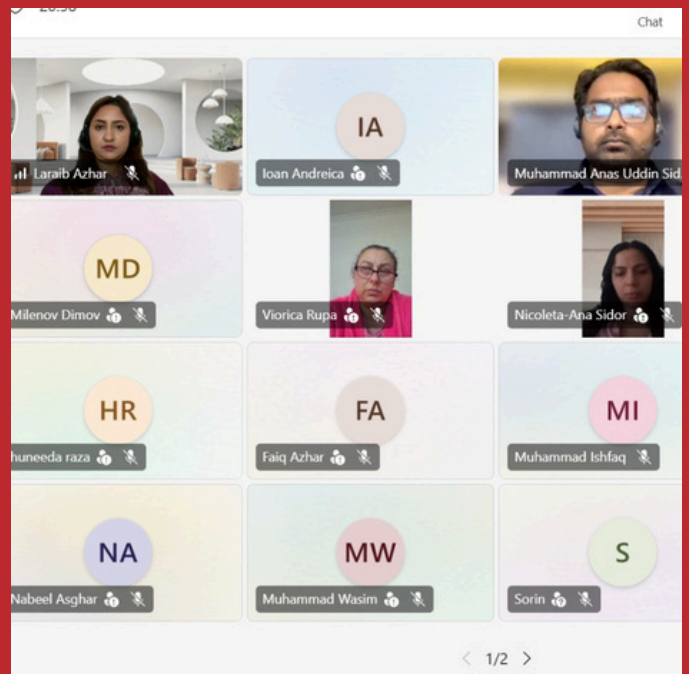 Chat
IA
Laraib Azhar
Ioan Andreica
Muhammad Anas Uddin Sid
MD
Milenov Dimov
Viorica Rupa
Nicoleta-Ana Sidor
HR
FA
MI
huneeda raza
Faiq Azhar
Muhammad Ishfaq
NA
MW
S
Nabeel Asghar
Muhammad Wasim
Sorin
1/2